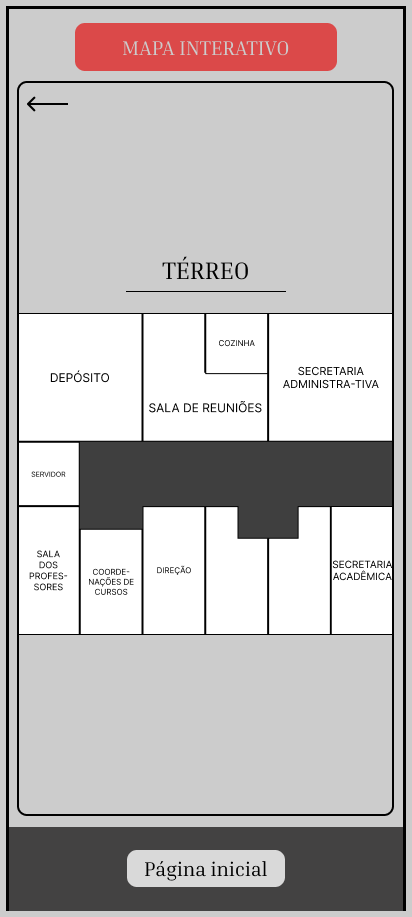 MAPA INTERATIVO
TÉRREO
DEPÓSITO
COZINHA
SALA DE REUNIÕES
SECRETARIA
ADMINISTRA-TIVA
SERVIDOR
SALA
DOS
PROFES-
SORES
COORDE-
NAÇÕES DE
CURSOS
DIREÇÃO
SECRETARIA
ACADÊMICA
Página inicial